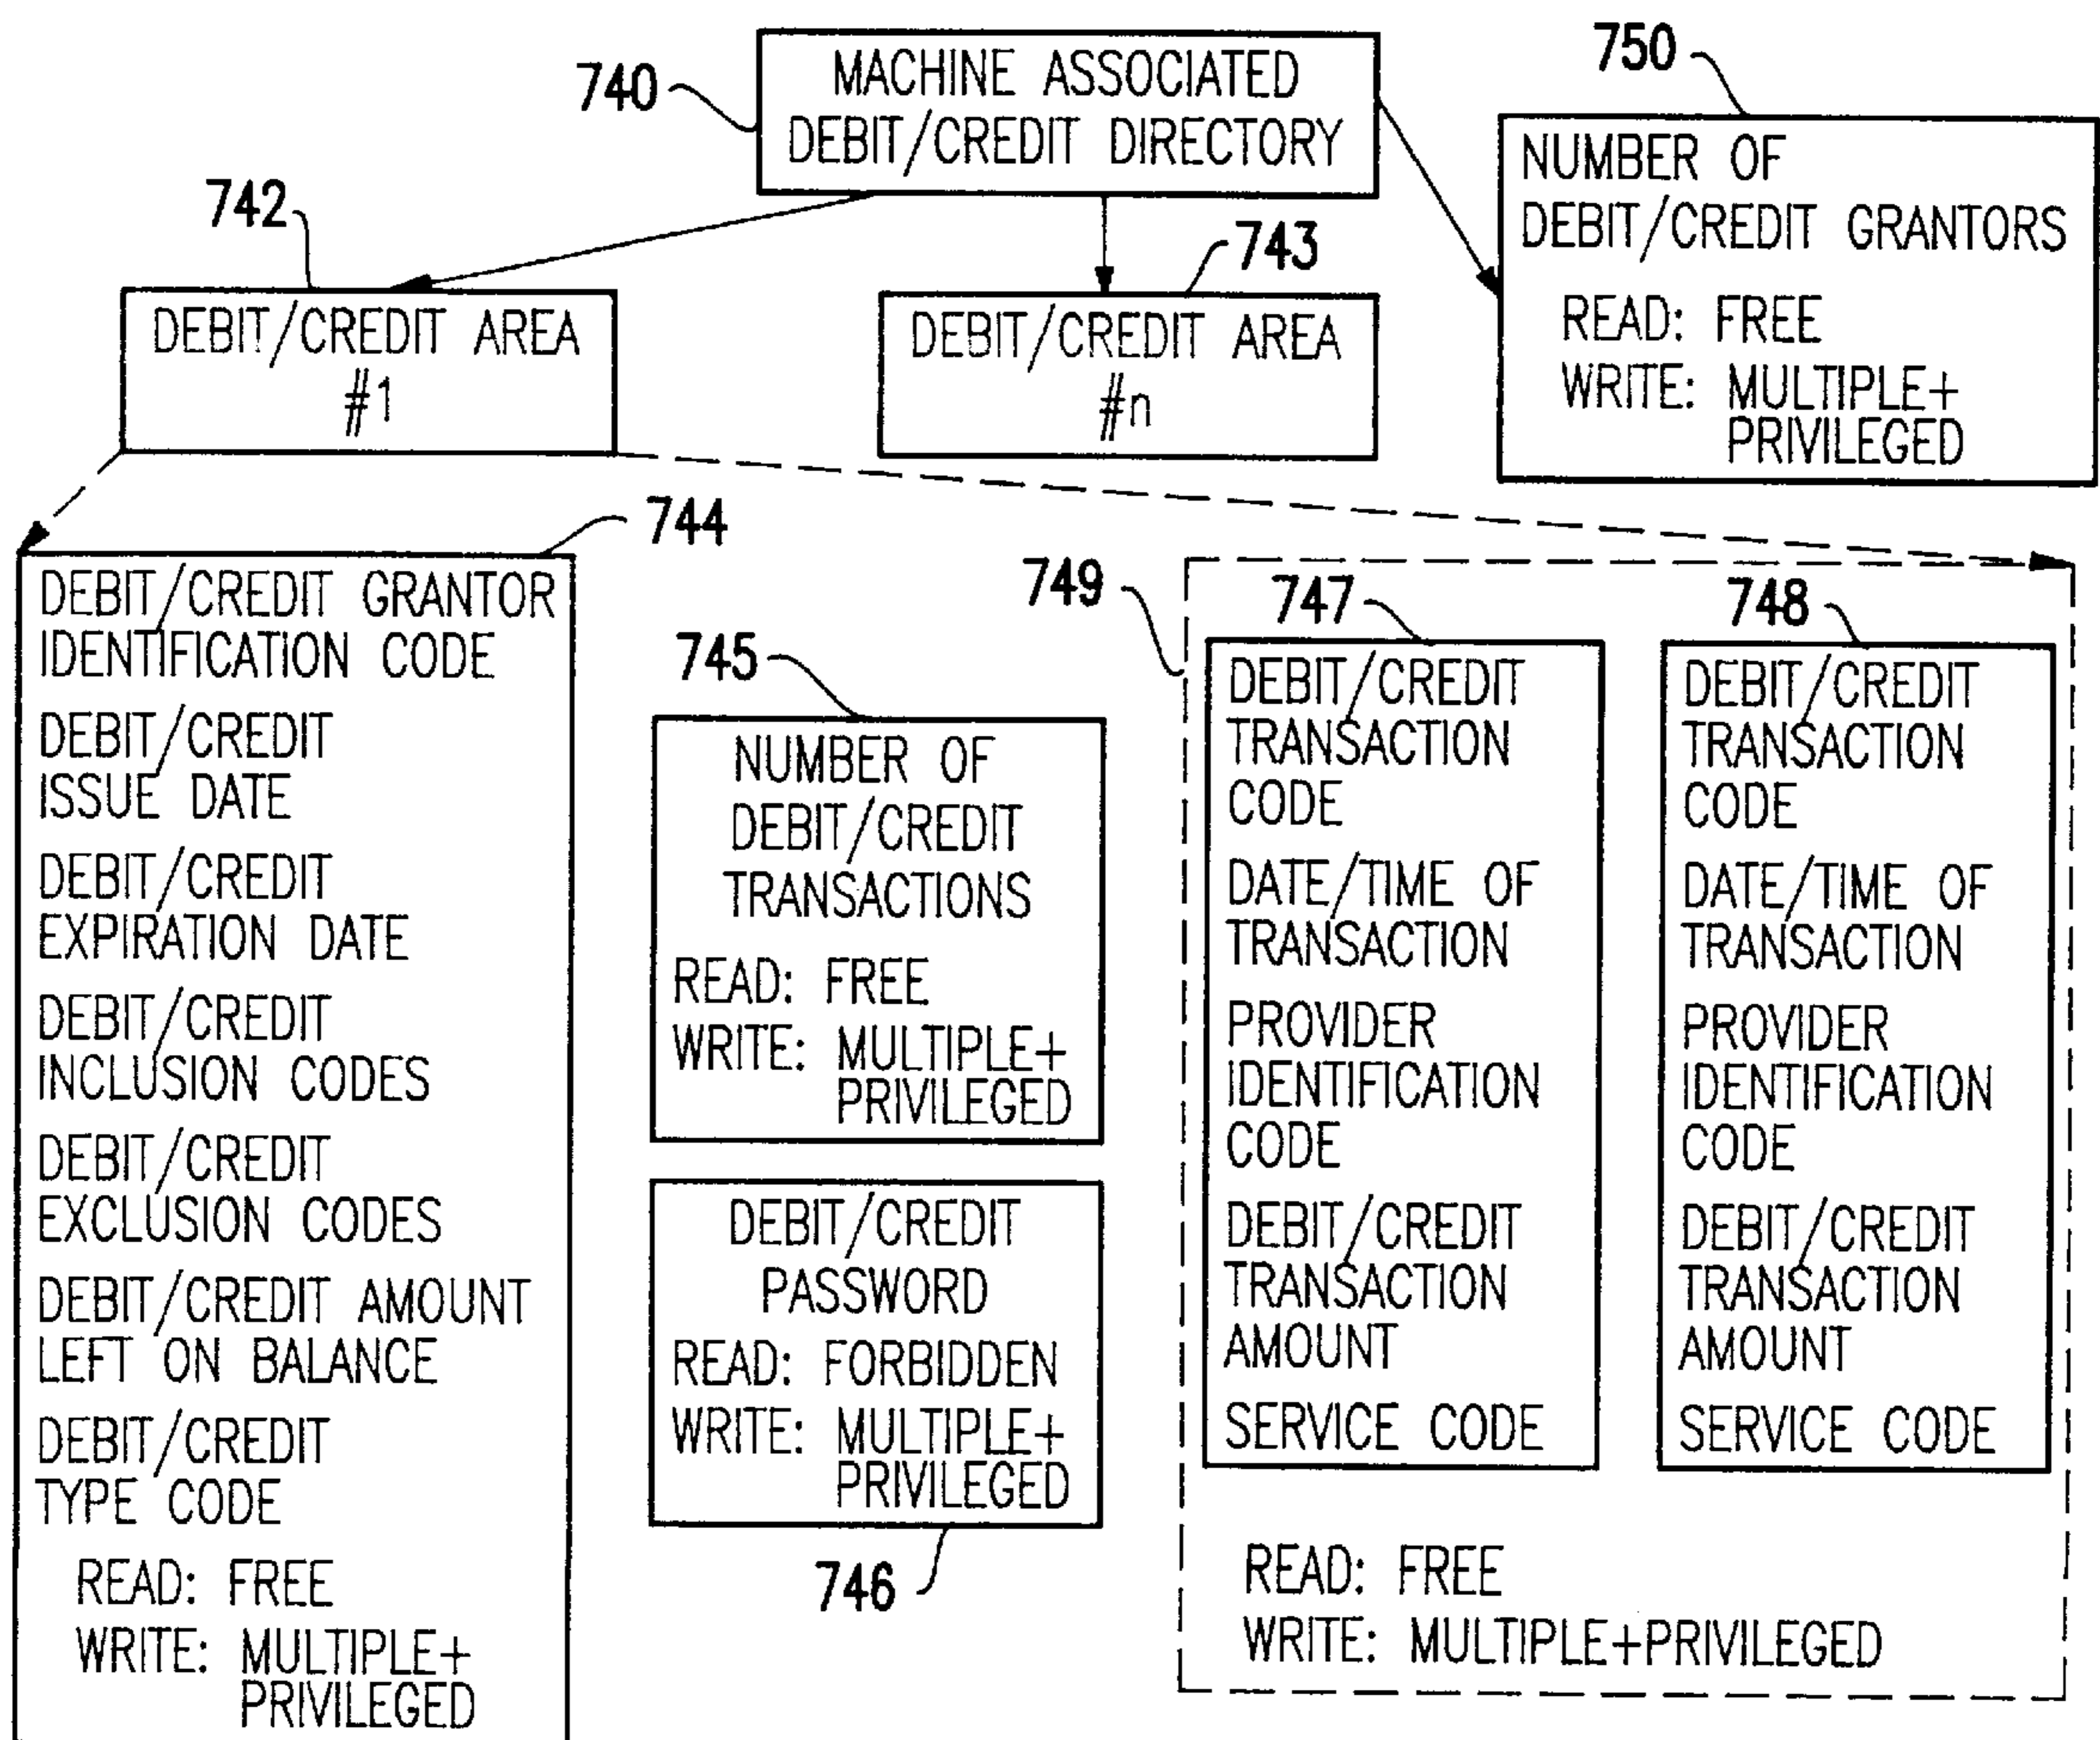 740
MACHINE ASSOCIATED
DEBIT/CREDIT DIRECTORY
750
NUMBER OF
DEBIT/CREDIT GRANTORS
READ: FREE
WRITE: MULTIPLE+
PRIVILEGED
742
DEBIT/CREDIT AREA
#1
743
DEBIT/CREDIT AREA
#n
744
DEBIT/CREDIT GRANTOR
IDENTIFICATION CODE
DEBIT/CREDIT
ISSUE DATE
DEBIT/CREDIT
EXPIRATION DATE
DEBIT/CREDIT
INCLUSION CODES
DEBIT/CREDIT
EXCLUSION CODES
DEBIT/CREDIT AMOUNT
LEFT ON BALANCE
DEBIT/CREDIT
TYPE CODE
READ: FREE
WRITE: MULTIPLE+
PRIVILEGED
745
NUMBER OF
DEBIT/CREDIT
TRANSACTIONS
READ: FREE
WRITE: MULTIPLE+
PRIVILEGED
DEBIT/CREDIT
PASSWORD
READ: FORBIDDEN
WRITE: MULTIPLE+
PRIVILEGED
746
749
747
DEBIT/CREDIT
TRANSACTION
CODE
DATE/TIME OF
TRANSACTION
PROVIDER
IDENTIFICATION
CODE
DEBIT/CREDIT
TRANSACTION
AMOUNT
SERVICE CODE
748
DEBIT/CREDIT
TRANSACTION
CODE
DATE/TIME OF
TRANSACTION
PROVIDER
IDENTIFICATION
CODE
DEBIT/CREDIT
TRANSACTION
AMOUNT
SERVICE CODE
READ: FREE
WRITE: MULTIPLE+PRIVILEGED